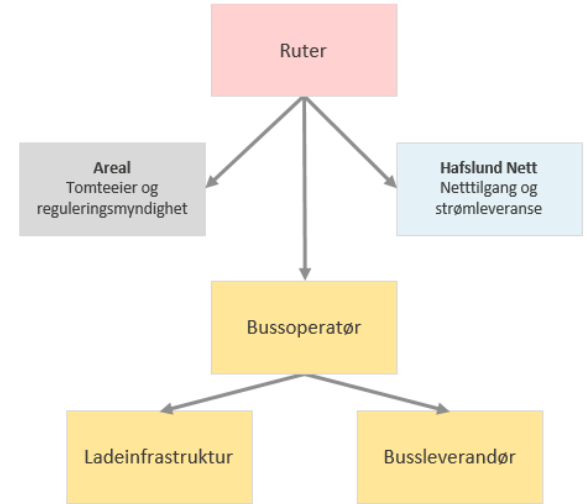 Ruter
Areal
Tomteeier og
reguleringsmyndighet
Hafslund Nett
Netttilgang og
strømleveranse
Bussoperatør
Ladeinfrastruktur
Bussleverandør